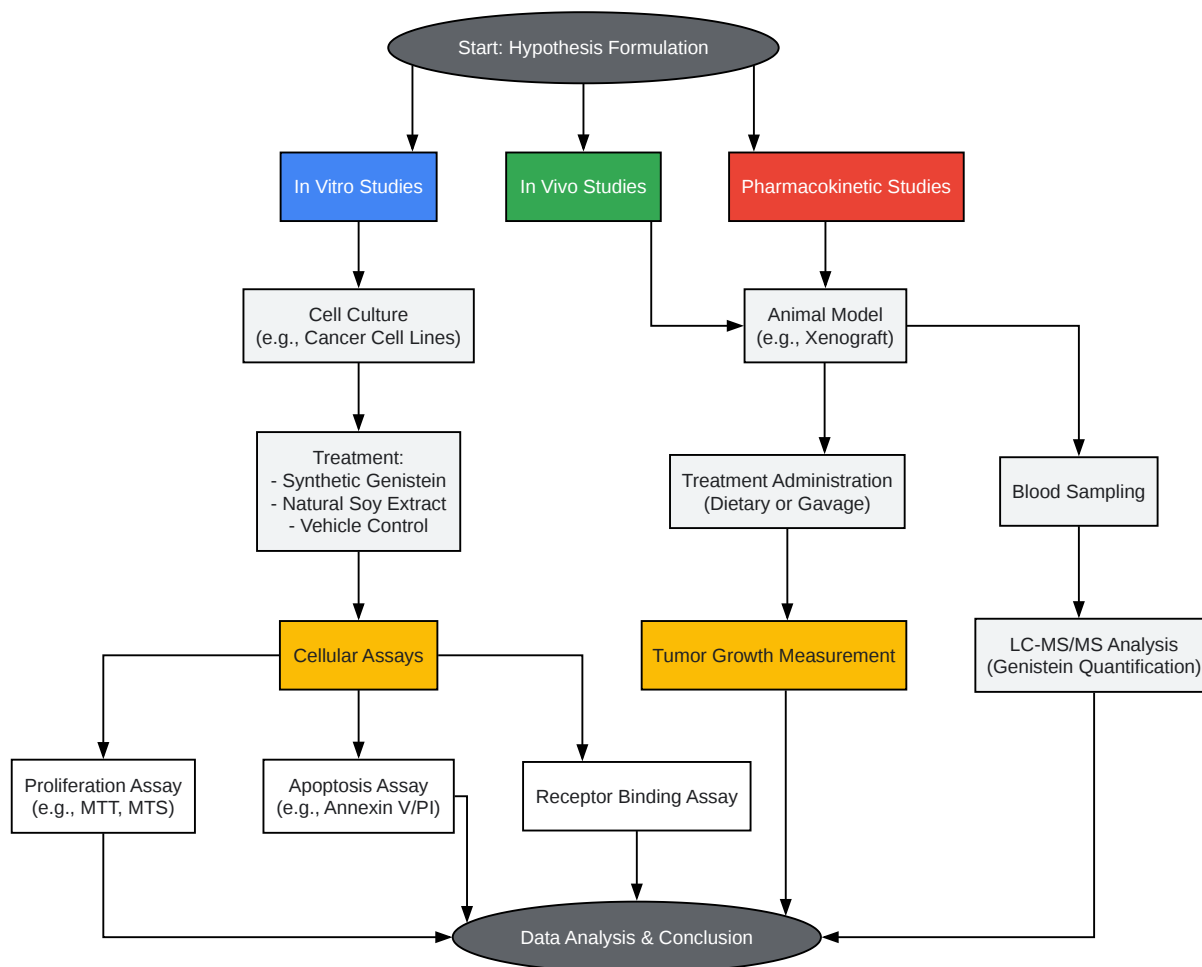 Start: Hypothesis Formulation
In Vitro Studies
In Vivo Studies
Pharmacokinetic Studies
Cell Culture
(e.g., Cancer Cell Lines)
Animal Model
(e.g., Xenograft)
Treatment:
- Synthetic Genistein
- Natural Soy Extract
- Vehicle Control
Treatment Administration
(Dietary or Gavage)
Blood Sampling
Cellular Assays
Tumor Growth Measurement
LC-MS/MS Analysis
(Genistein Quantification)
Proliferation Assay
(e.g., MTT, MTS)
Apoptosis Assay
(e.g., Annexin V/PI)
Receptor Binding Assay
Data Analysis & Conclusion